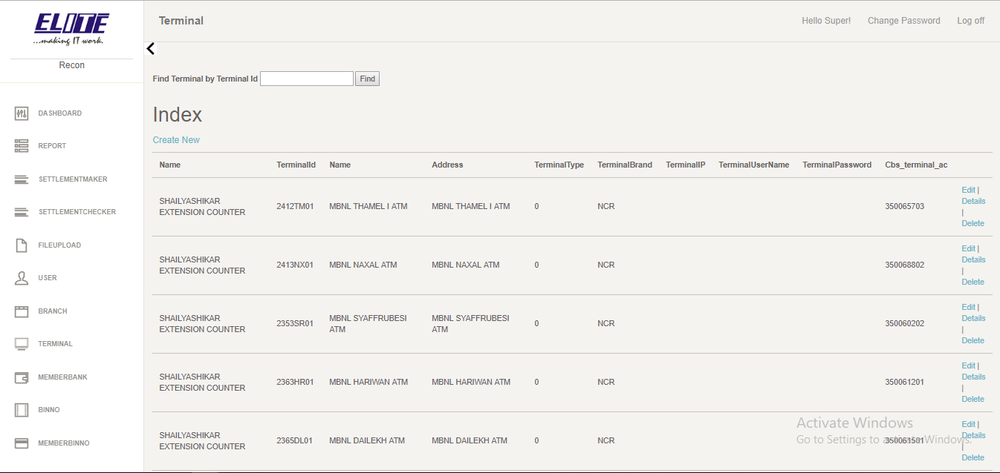 ELITE
...making IT work.
Recon
DASHBOARD
REPORT
SETTLEMENTMAKER
SETTLEMENTCHECKER
FILEUPLOAD
USER
BRANCH
TERMINAL
MEMBERBANK
BINNO
MEMBERBINNO
Terminal
Hello Super! Change Password Log off
Find Terminal by Terminal Id Find
Index
Create New
Name TerminalId Name Address TerminalType TerminalBrand TerminalIP TerminalUserName TerminalPassword Cbs_terminal_ac
SHAILYASHIKAR
EXTENSION COUNTER
2412TM01 MBNL THAMEL I ATM MBNL THAMEL I ATM 0 NCR 350065703
Edit |
Details
|
Delete
SHAILYASHIKAR
EXTENSION COUNTER
2413NX01 MBNL NAXAL ATM MBNL NAXAL ATM 0 NCR 350068802
Edit |
Details
|
Delete
SHAILYASHIKAR
EXTENSION COUNTER
2353SR01
MBNL SYAFFRUBESI
ATM
MBNL SYAFFRUBESI
ATM
0 NCR 350060202
Edit |
Details
|
Delete
SHAILYASHIKAR
EXTENSION COUNTER
2363HR01 MBNL HARIWAN ATM MBNL HARIWAN ATM 0 NCR 350061201
Edit |
Details
|
Delete
SHAILYASHIKAR
EXTENSION COUNTER
2365DL01 MBNL DAILEKH ATM MBNL DAILEKH ATM 0 NCR 350061501
Edit |
Details
|
Delete
Activate Windows
Go to Settings to activate Windows.